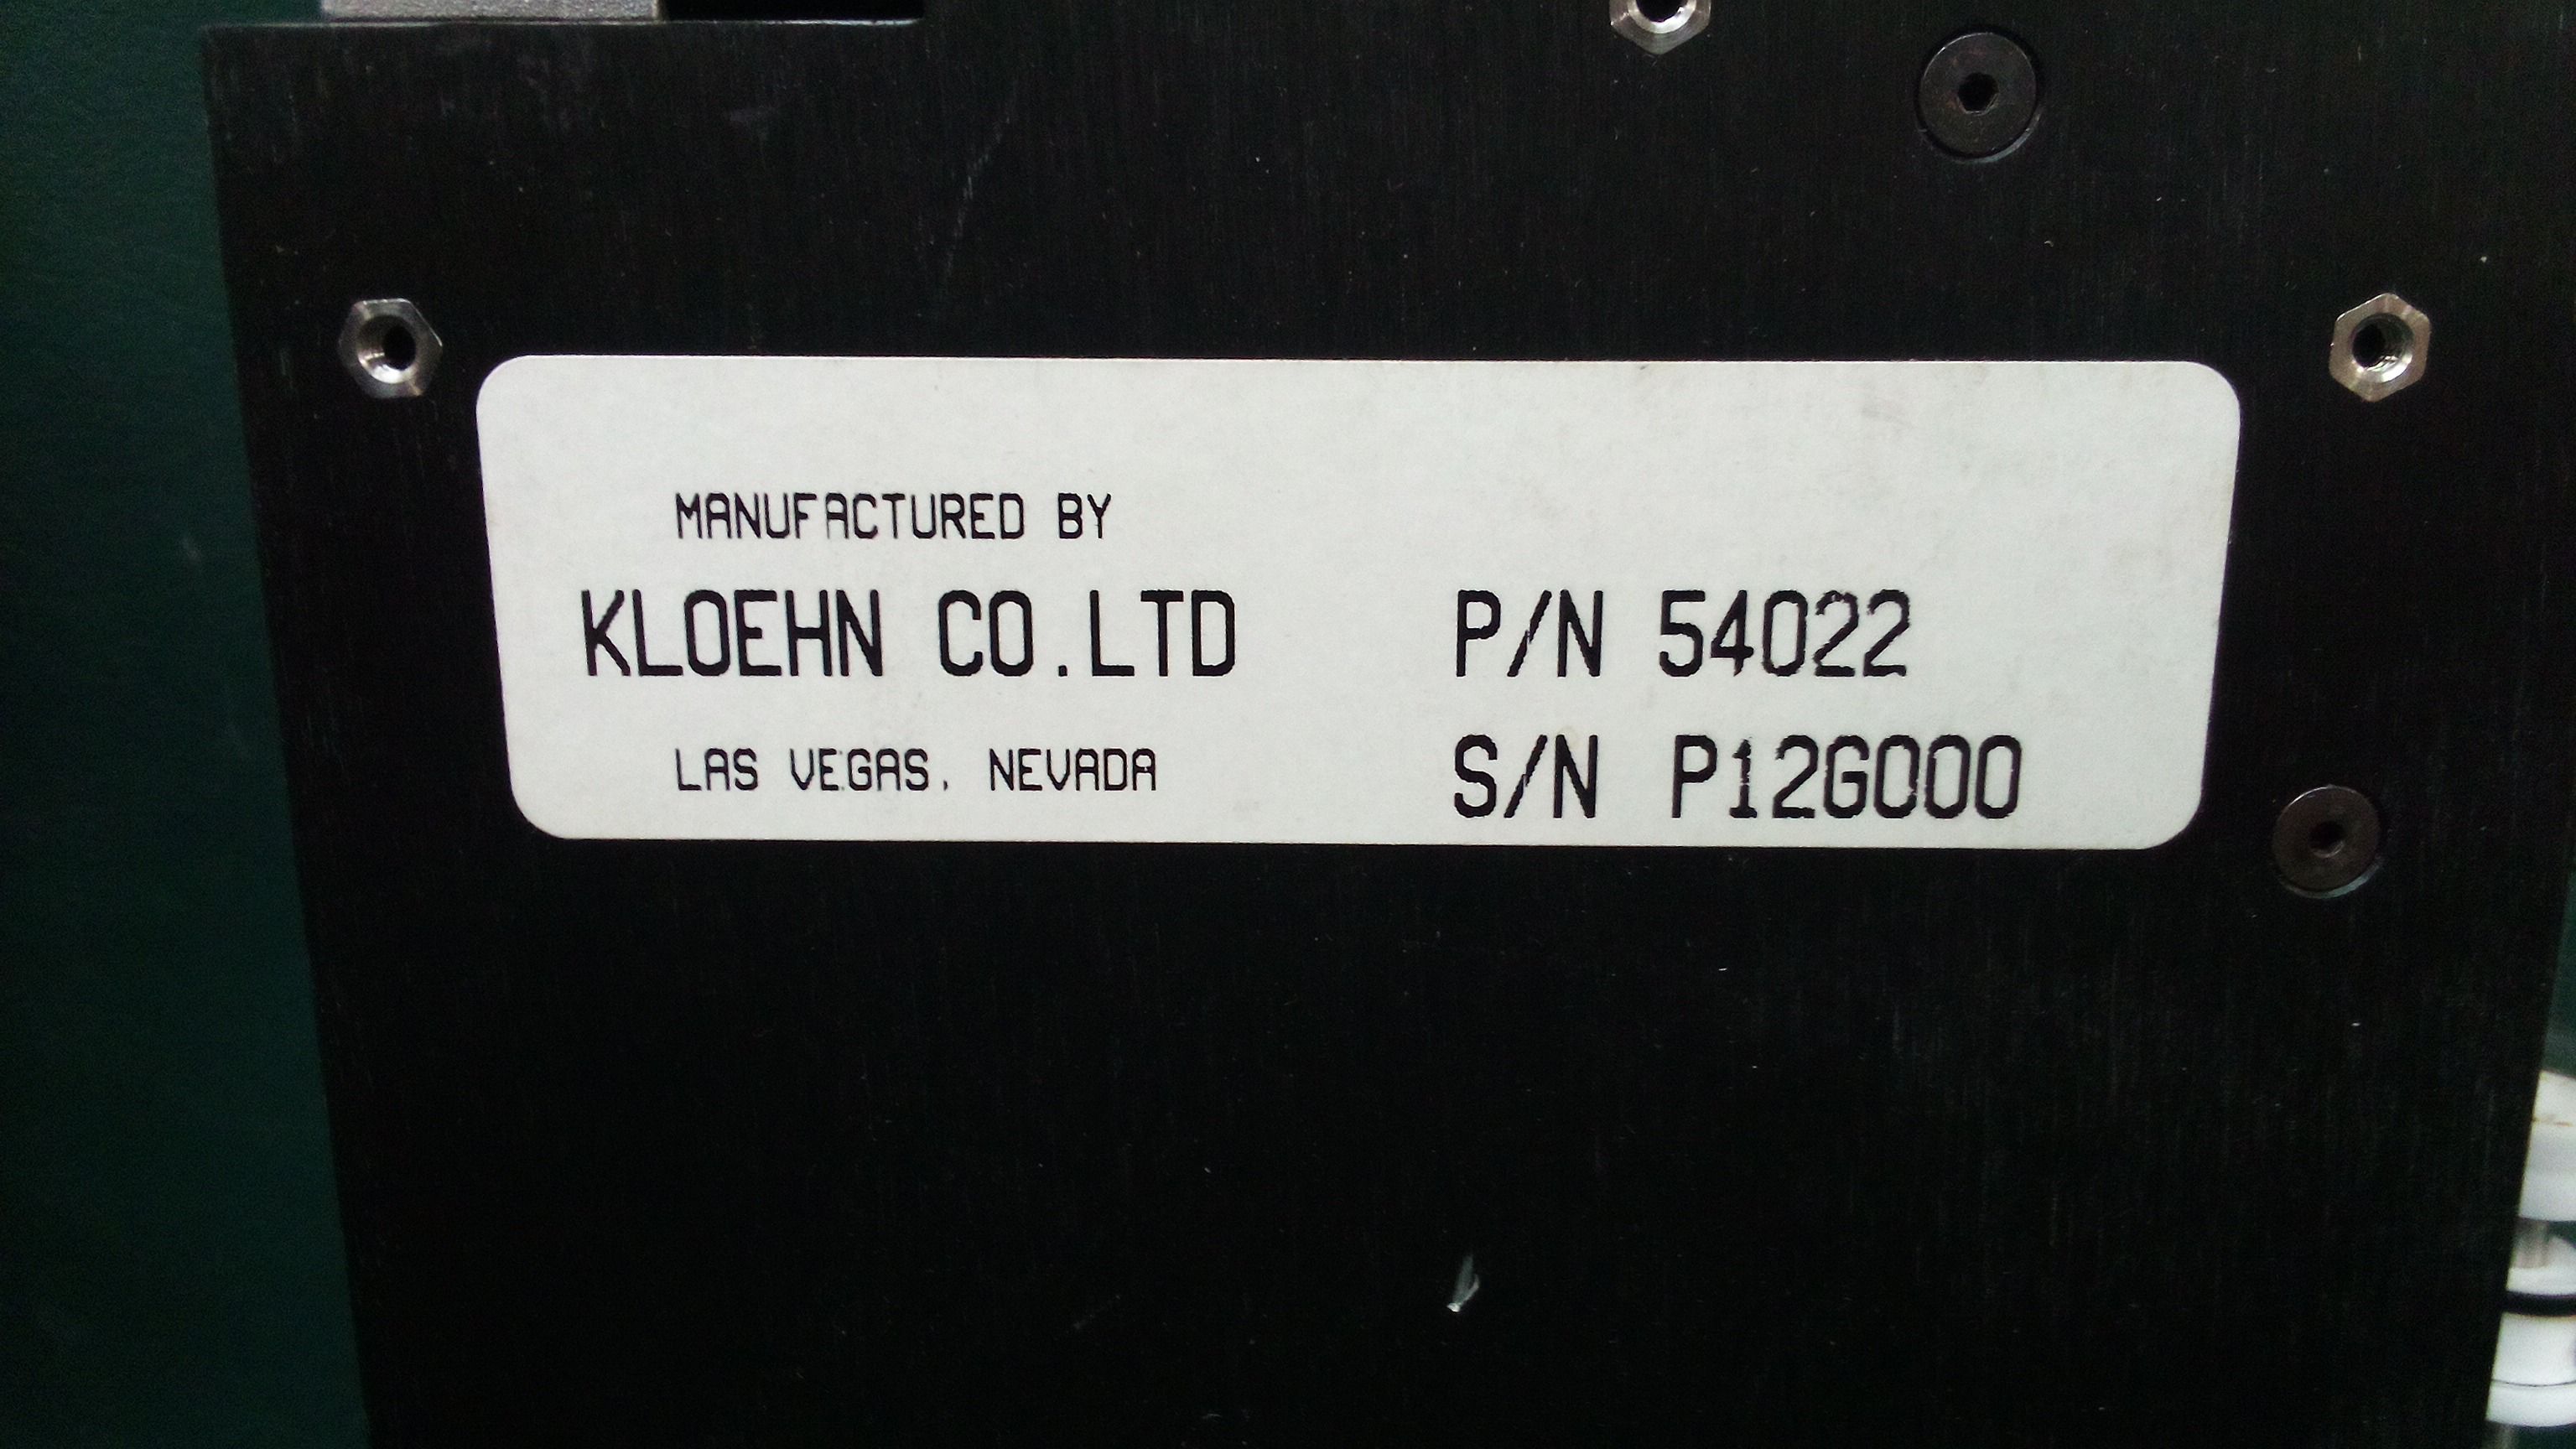 MANUFACTURED BY
KLOEHN CO.LTD
LAS VEGAS, NEVADA
P/N 54022
S/N P12G000